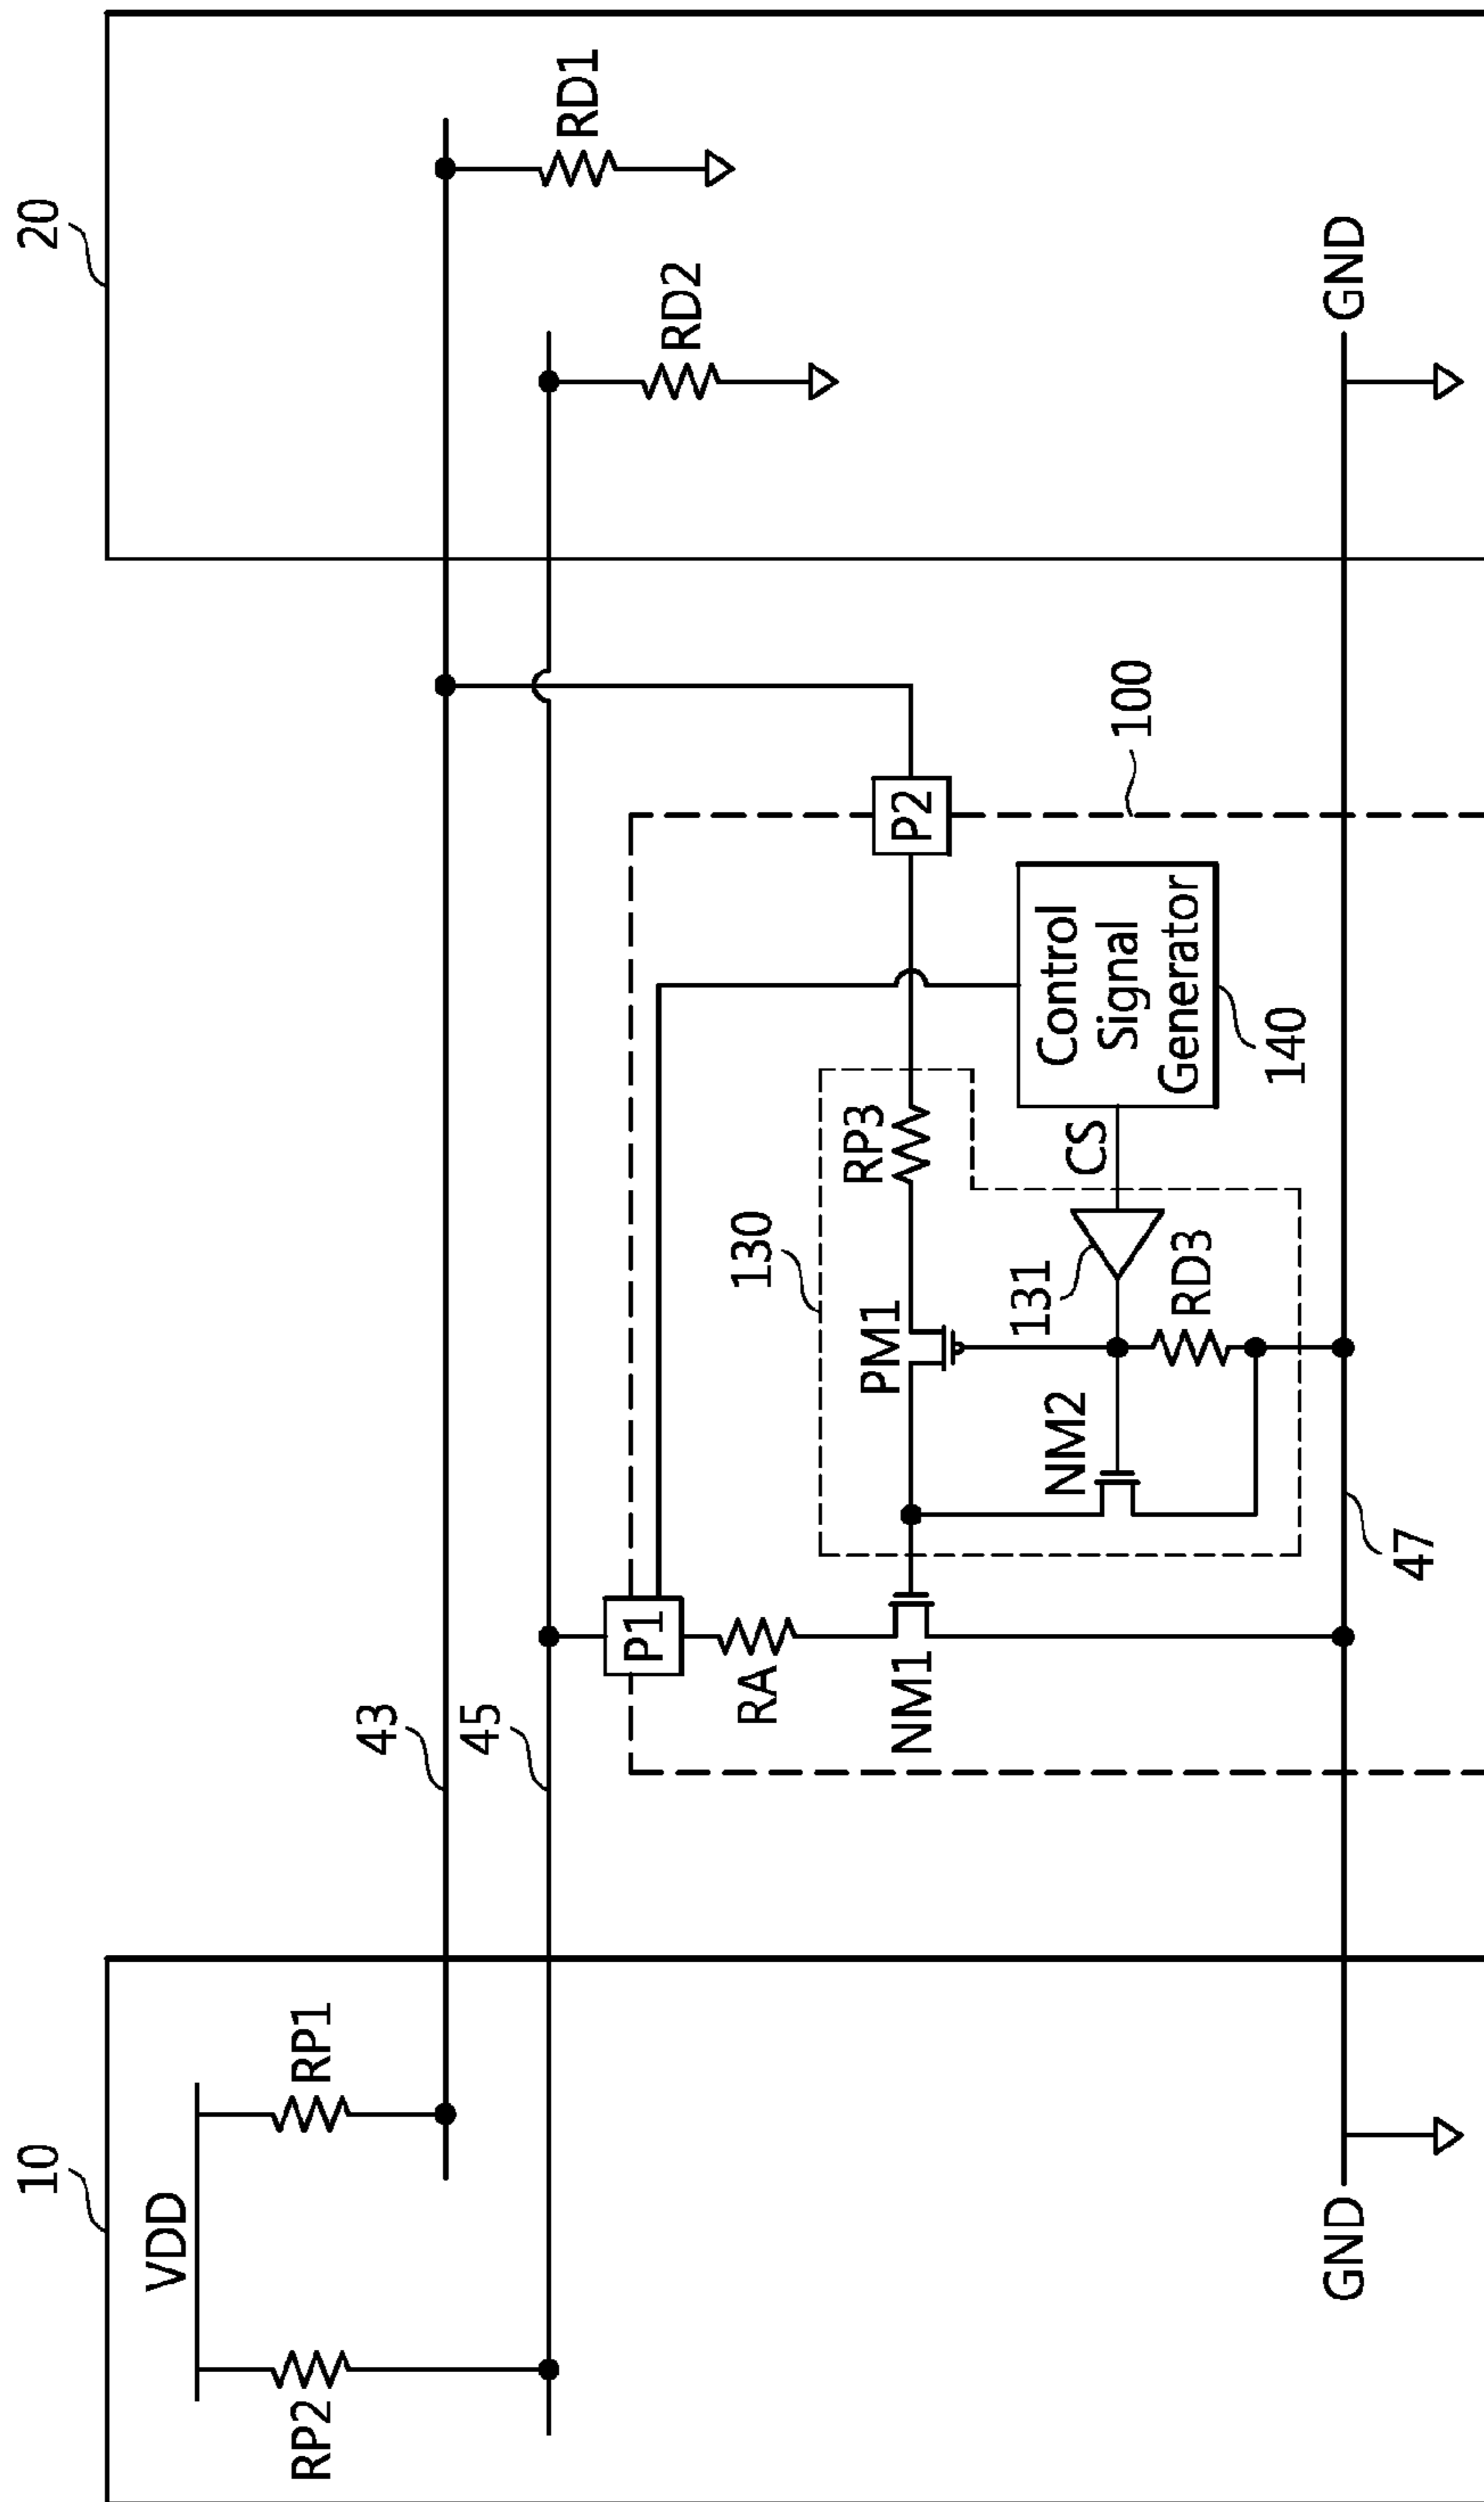 10
20
VDD
RP2
RP1
43
45
RD1
RD2
P1
RA
NM1
130
PM1
RP3
P2
NM2
131
CS
RD3
Control
Signal
Generator
140
100
47
GND
GND